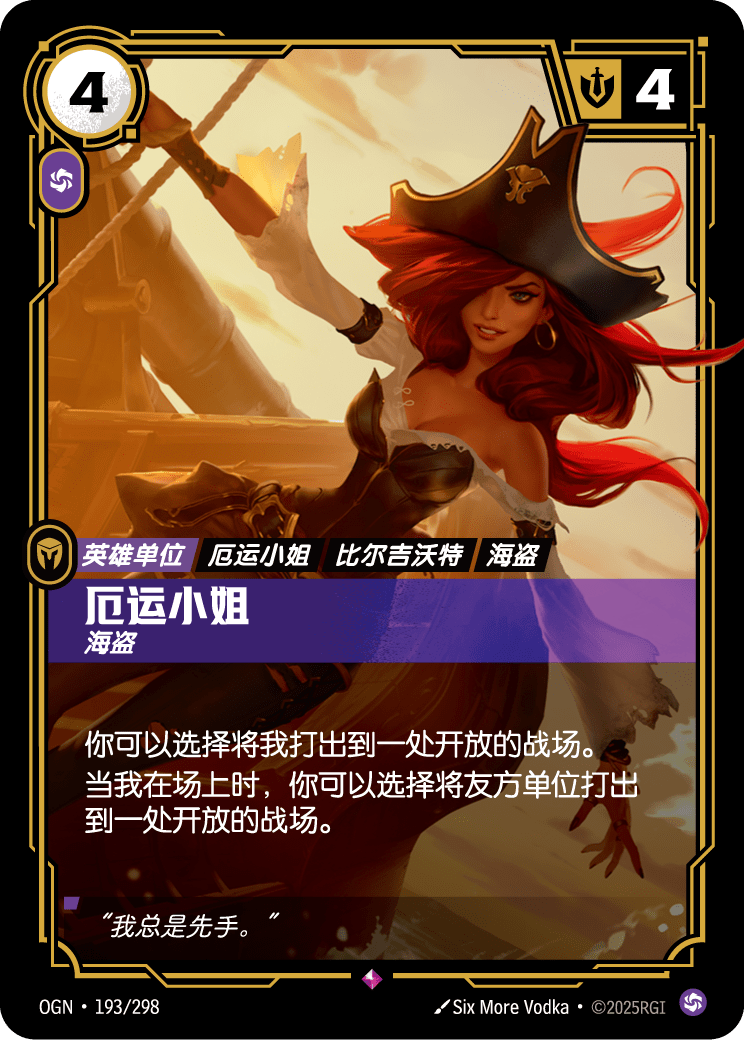 4
4
英雄单位 厄运小姐 比尔吉沃特 海盗
厄运小姐
海盗
你可以选择将我打出到一处开放的战场。
当我在场上时，你可以选择将友方单位打出
到一处开放的战场。
“我总是先手。”
OGN • 193/298 Six More Vodka • ©2025RGI